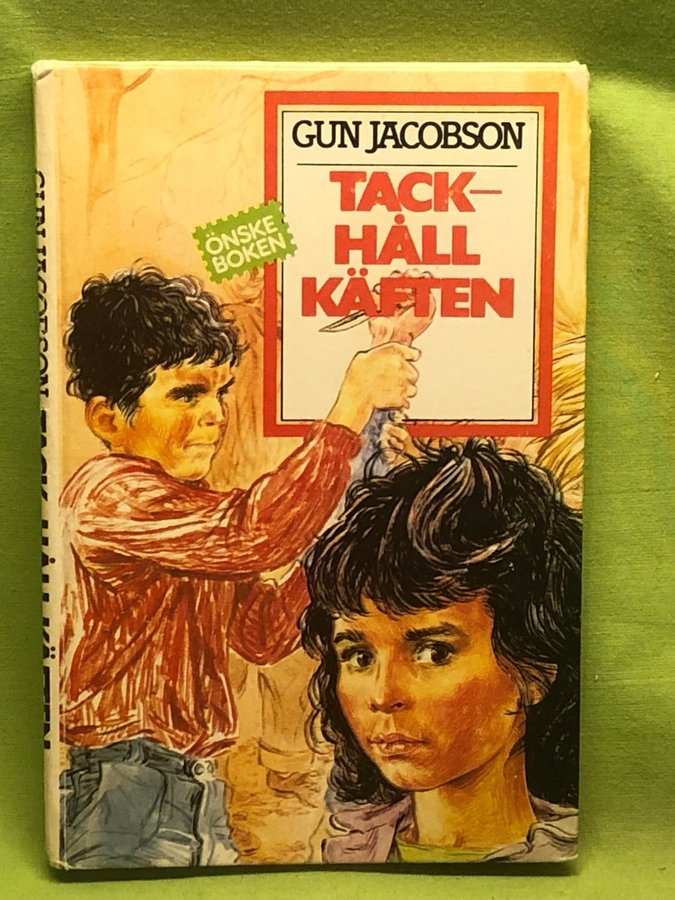 GUN JACOBSON
TACK–
HÅLL
KÄFTEN
ÖNSKE
BOKEN
GUN JACOBSON TACK–HÅLL KÄFTEN